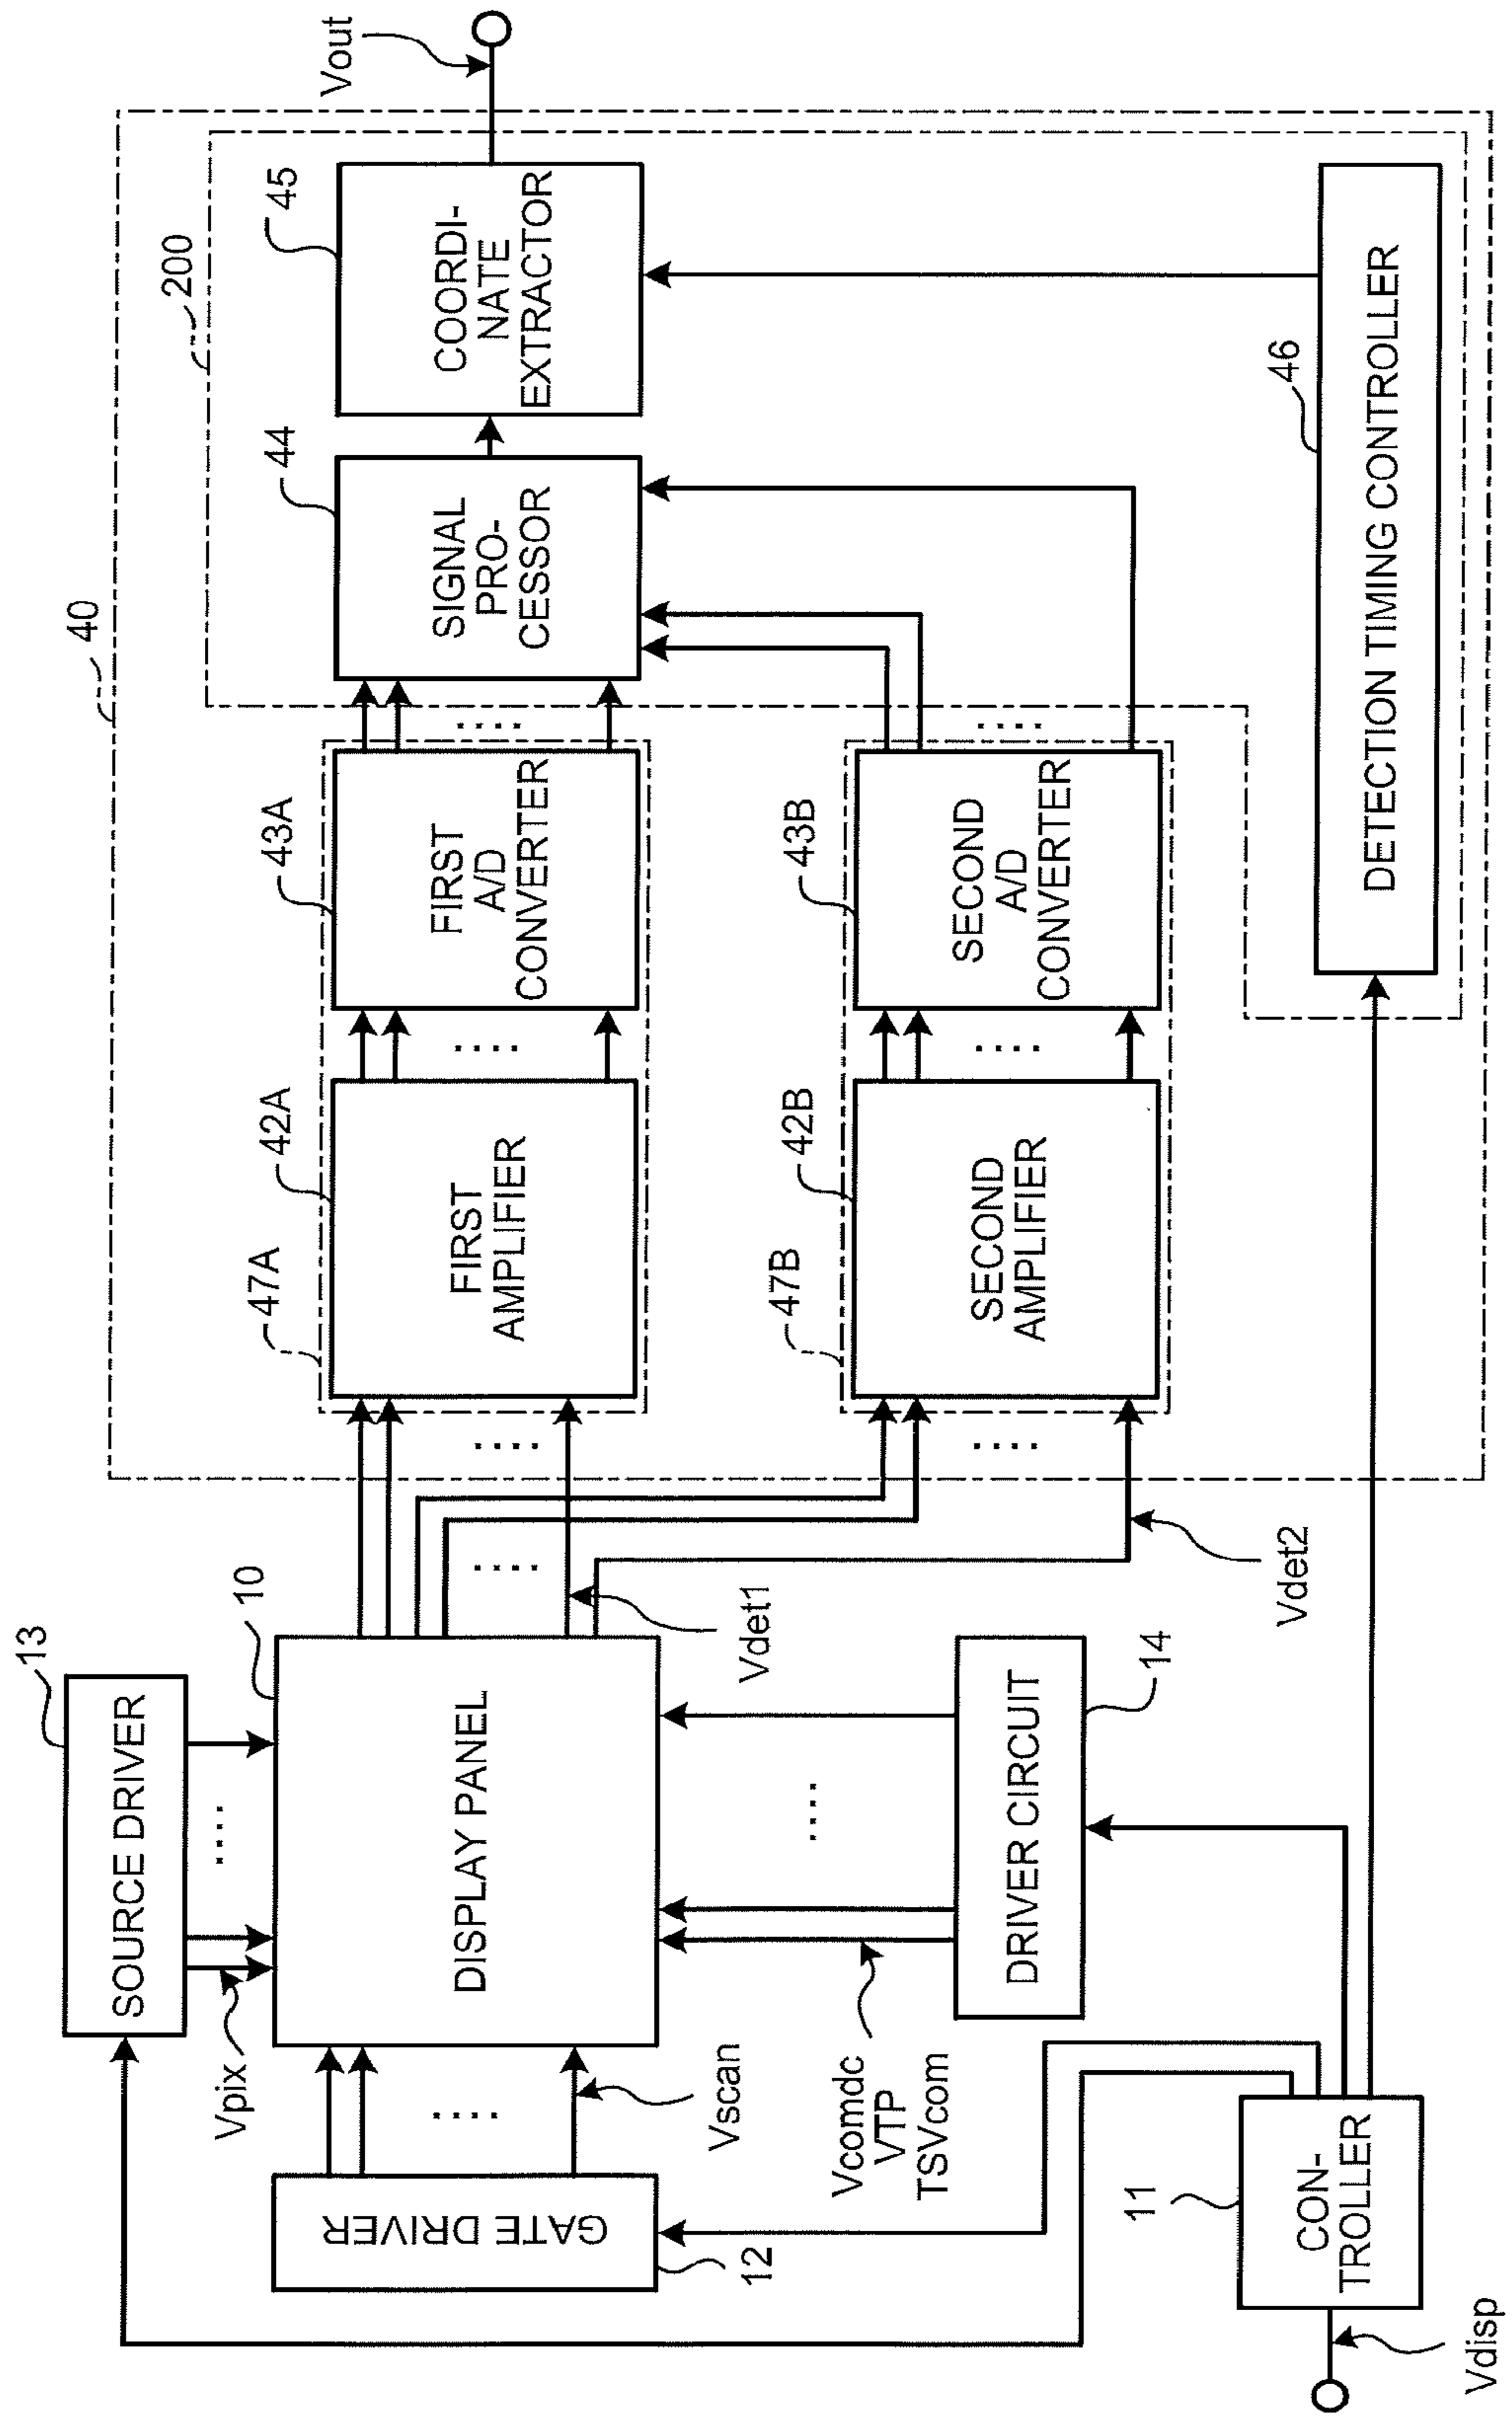 40
200
Vout
47A
42A
43A
44
45
FIRST
AMPLIFIER
FIRST
A/D
CONVERTER
SIGNAL
PRO-
CESSOR
COORDI-
NATE
EXTRACTOR
13
SOURCE DRIVER
Vpix
10
DISPLAY PANEL
GATE DRIVER
12
Vscan
Vdet1
47B
42B
43B
SECOND
AMPLIFIER
SECOND
A/D
CONVERTER
Vcomdc
VTP
TSVcom
DRIVER CIRCUIT
14
Vdet2
46
DETECTION TIMING CONTROLLER
11
CON-
TROLLER
Vdisp